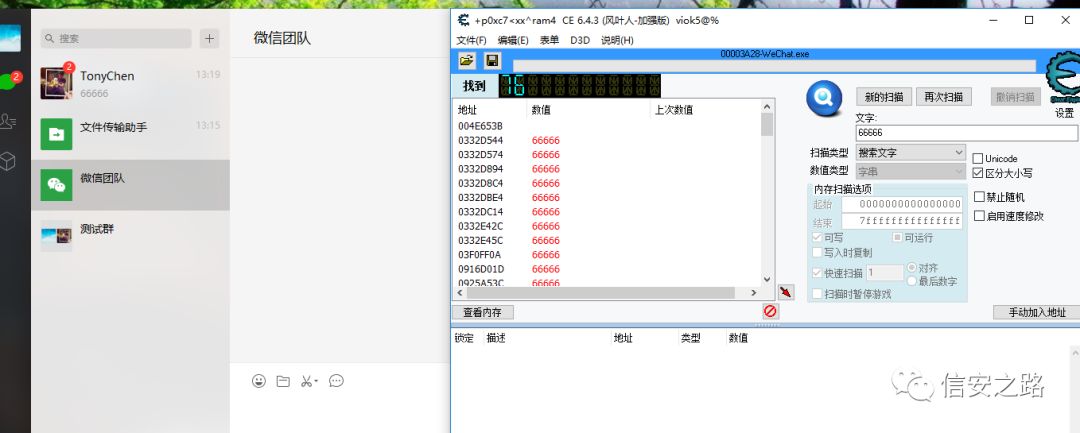 搜索
微信团队
2
2
TonyChen
13:19
66666
文件传输助手
13:15
微信团队
测试群
+p0xc7<xx^ram4 CE 6.4.3 (风叶人-加强版) viok5@%
文件(F) 编辑(E) 表单 D3D 说明(H)
00003A28-WeChat.exe
找到 16
地址 数值 上次数值
004E653B
0332D544 66666
0332D574 66666
0332D894 66666
0332D8C4 66666
0332DBE4 66666
0332DC14 66666
0332E42C 66666
0332E45C 66666
03F0FF0A 66666
0916D01D 66666
0925A53C 66666
查看内存
新的扫描 再次扫描 撤销扫描
设置
文字:
66666
扫描类型 搜索文字
数值类型 字串
Unicode
区分大小写
内存扫描选项
起始 0000000000000000
结束 7fffffffffffffff
可写 可运行
写入时复制
快速扫描 1 对齐
最后数字
扫描时暂停游戏
禁止随机
启用速度修改
手动加入地址
锁定 描述 地址 类型 数值
信安之路